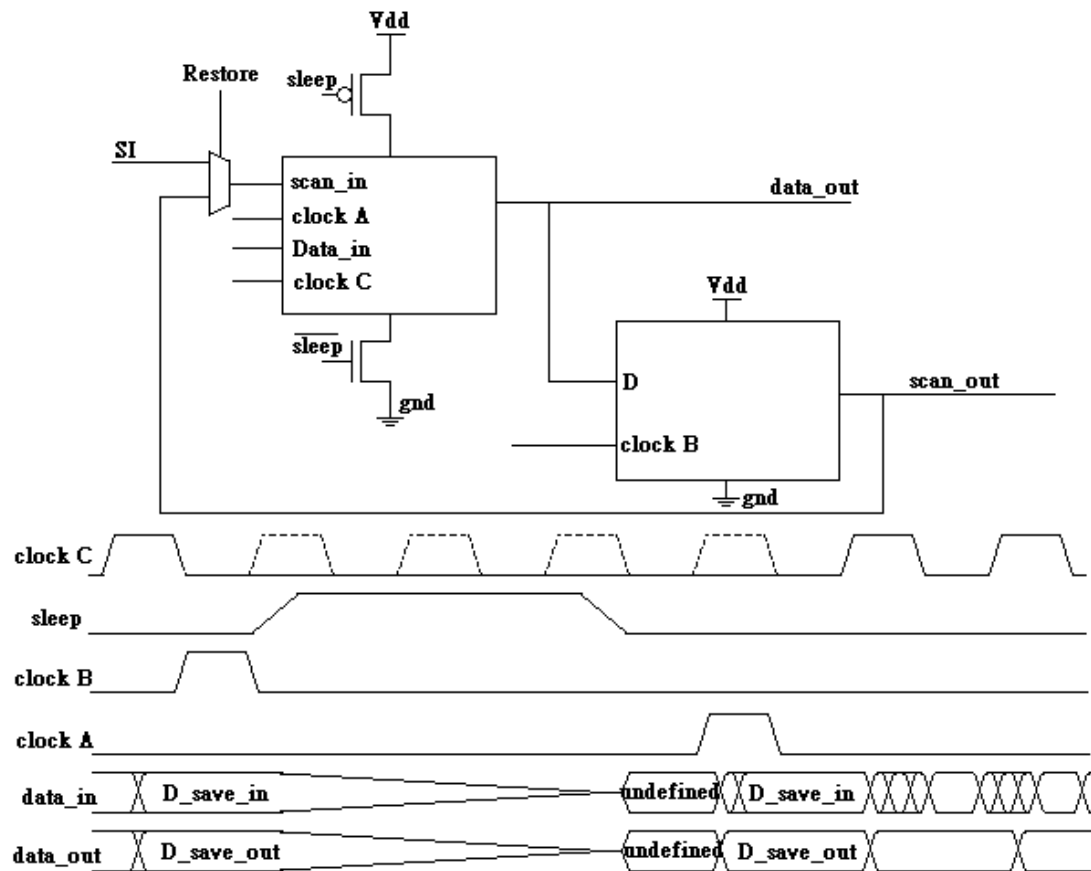 Vdd
sleep
Restore
SI
scan_in
clock A
Data_in
clock C
data_out
Vdd
sleep
gnd
D
clock B
scan_out
gnd
clock C
sleep
clock B
clock A
data_in D_save_in undefined D_save_in
data_out D_save_out undefined D_save_out